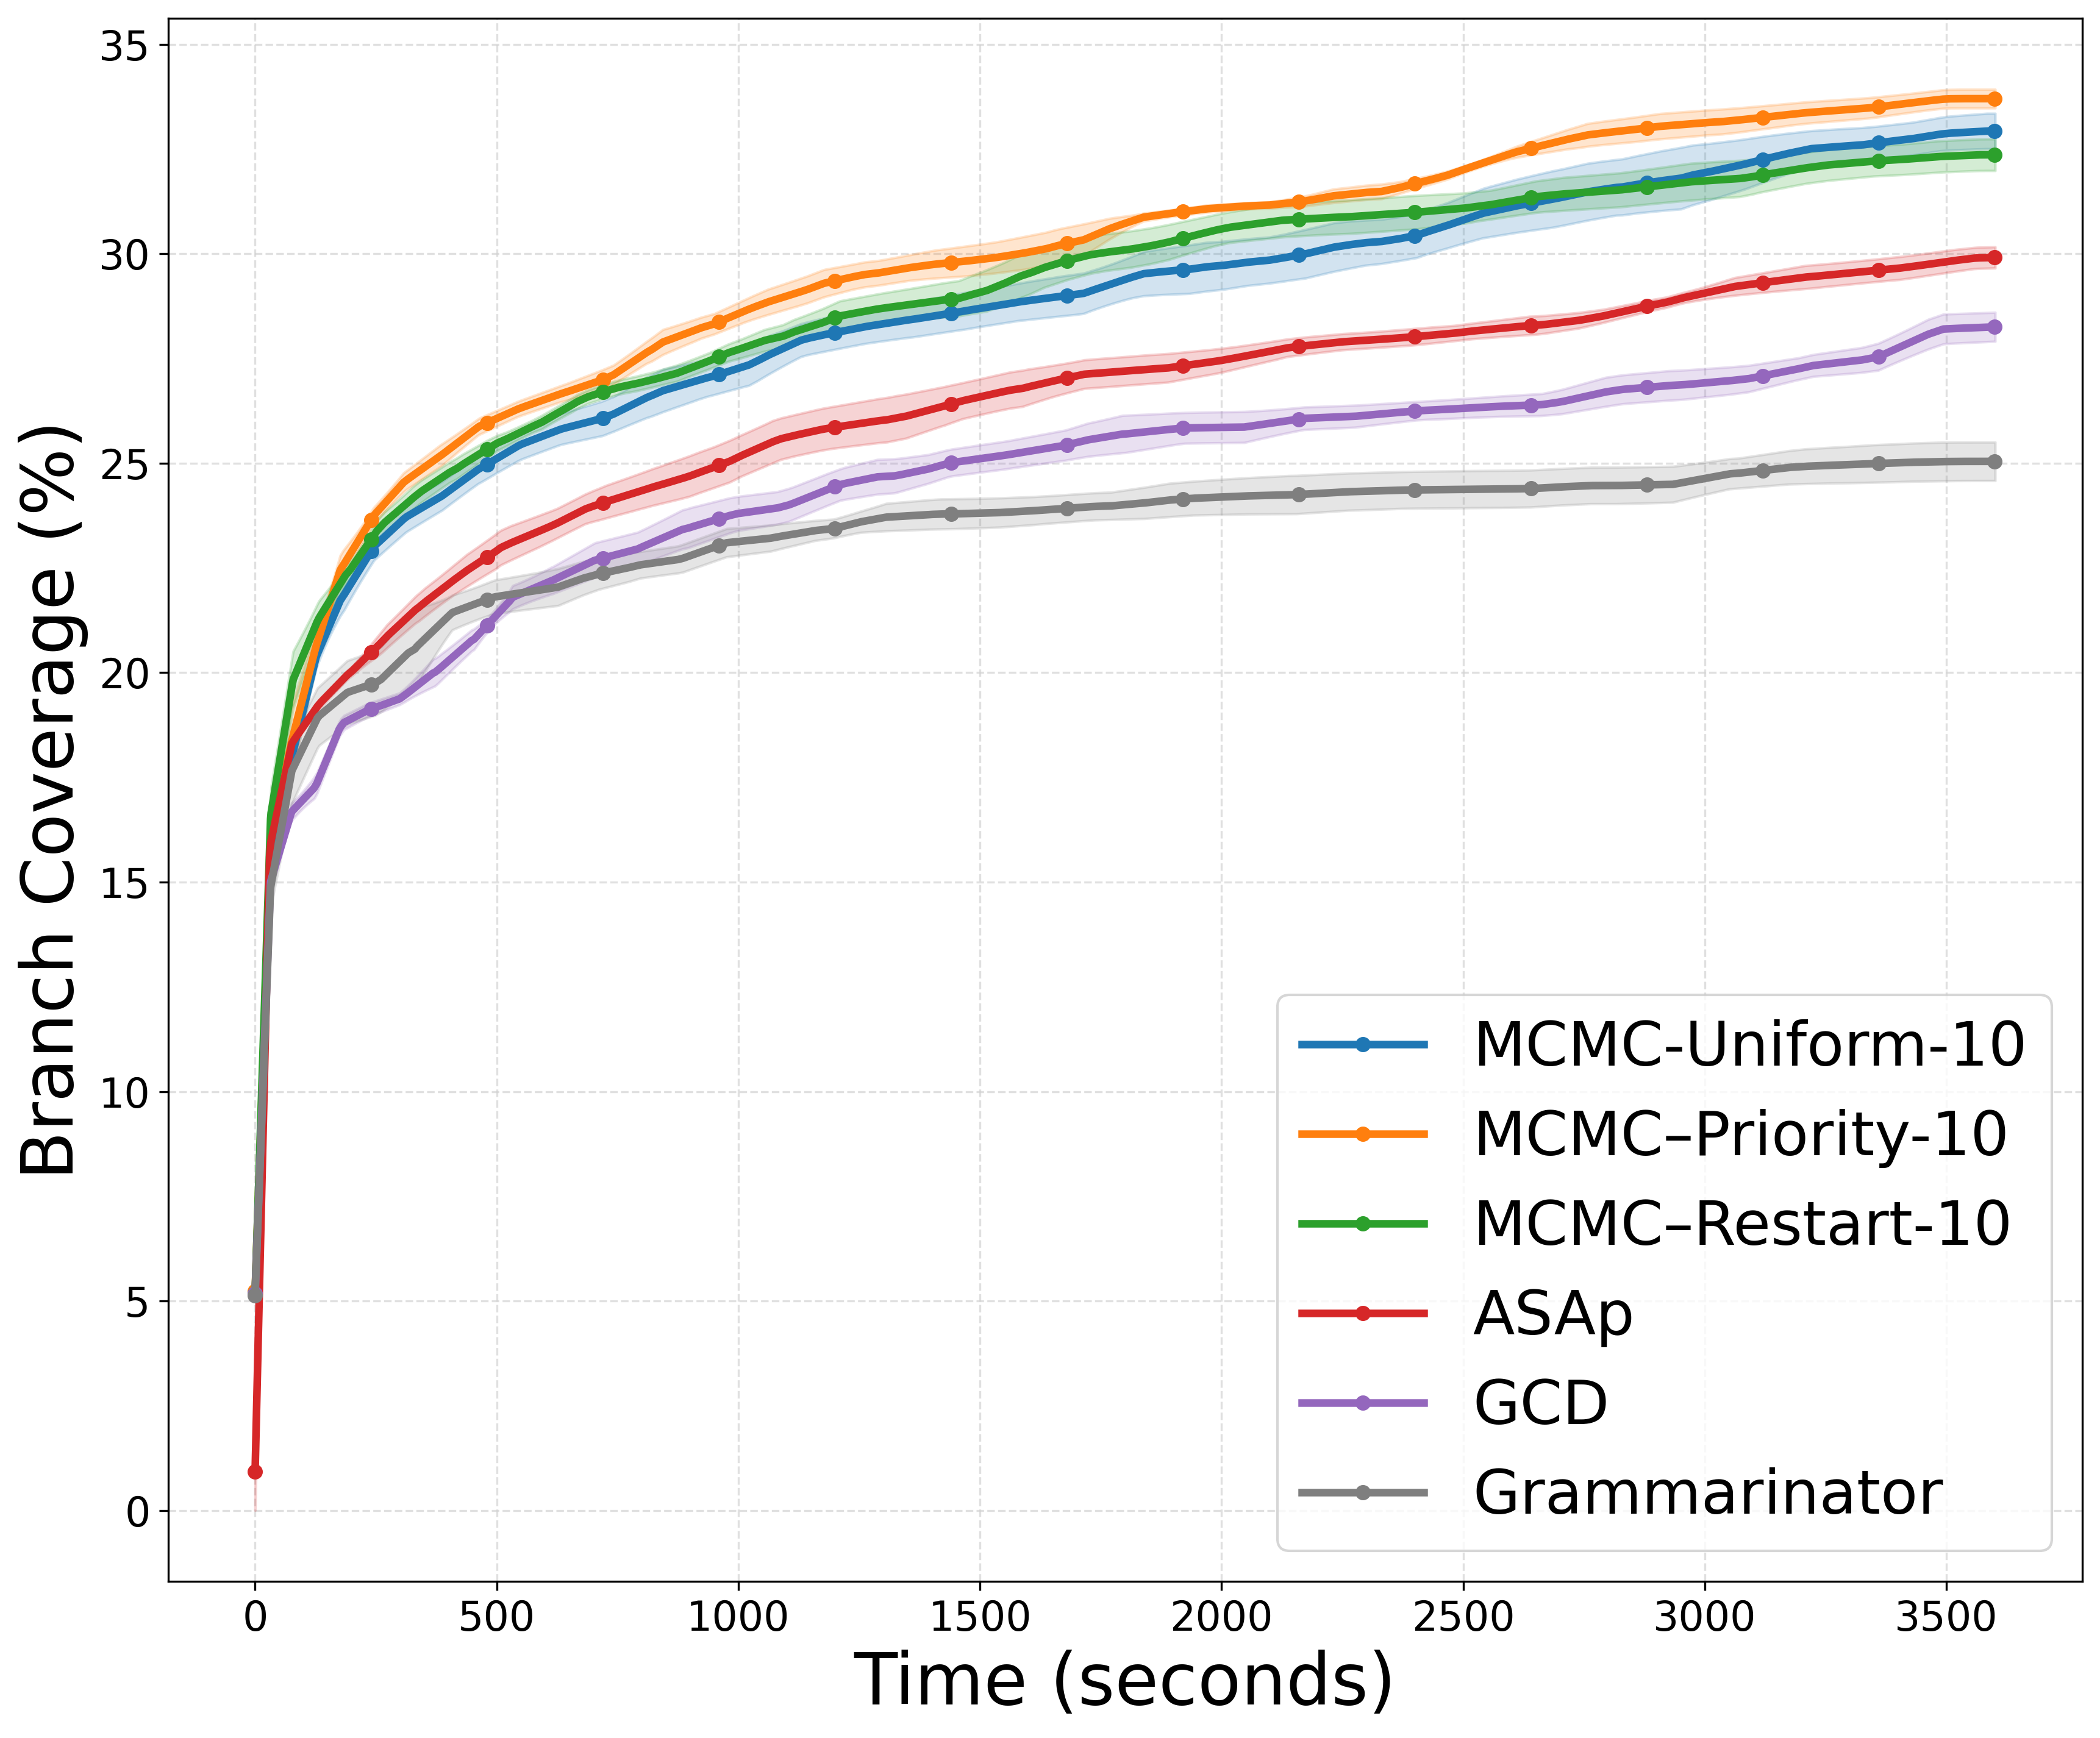 Branch Coverage (%)
35
30
25
20
15
10
5
0
0 500 1000 1500 2000 2500 3000 3500
Time (seconds)
MCMC-Uniform-10
MCMC–Priority-10
MCMC–Restart-10
ASAp
GCD
Grammarinator